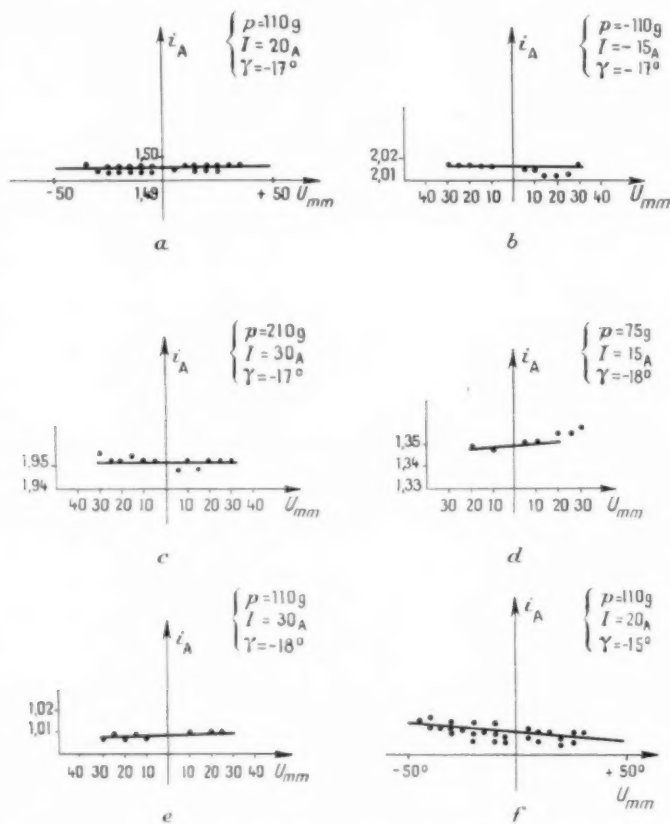 i_A
{ p=110g
I=20A
γ=-17°
1,50
-50 1,49 +50 U_mm
a
i_A
{ p=-110g
I=-15A
γ=-17°
2,02
2,01
40 30 20 10 10 20 30 40 U_mm
b
i_A
{ p=210g
I=30A
γ=-17°
1,95
1,94
40 30 20 10 10 20 30 40 U_mm
c
i_A
{ p=75g
I=15A
γ=-18°
1,35
1,34
1,33
30 20 10 10 20 30 U_mm
d
i_A
{ p=110g
I=30A
γ=-18°
1,02
1,01
40 30 20 10 10 20 30 40 U_mm
e
i_A
{ p=110g
I=20A
γ=-15°
-50° +50°
U_mm
f